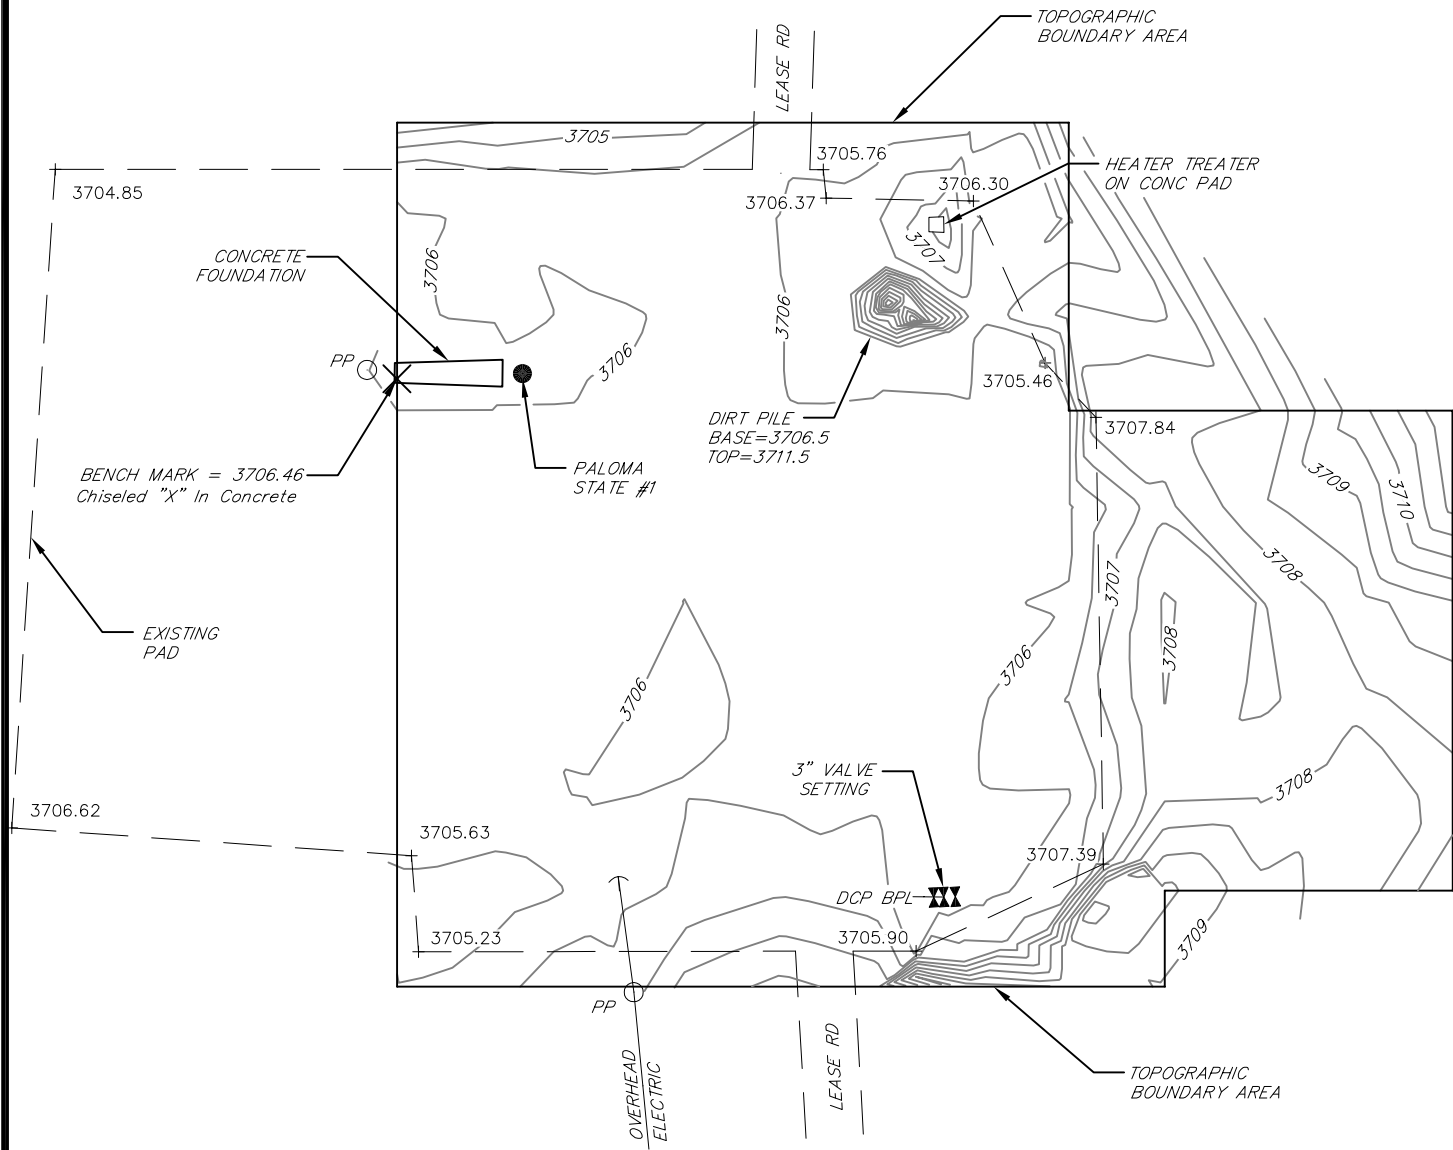 TOPOGRAPHIC
BOUNDARY AREA
LEASE RD
3705
3705.76
HEATER TREATER
ON CONC PAD
3704.85
3706.37
3706.30
CONCRETE
FOUNDATION
3706
3707
3706
PP
3706
3705.46
DIRT PILE
BASE=3706.5
TOP=3711.5
3707.84
BENCH MARK = 3706.46
Chiseled "X" In Concrete
PALOMA
STATE #1
3709
3710
3708
3707
EXISTING
PAD
3708
3706
3706
3" VALVE
SETTING
3708
3706.62
3705.63
3707.39
DCP BPL
3705.23
3705.90
3709
PP
OVERHEAD
ELECTRIC
LEASE RD
TOPOGRAPHIC
BOUNDARY AREA